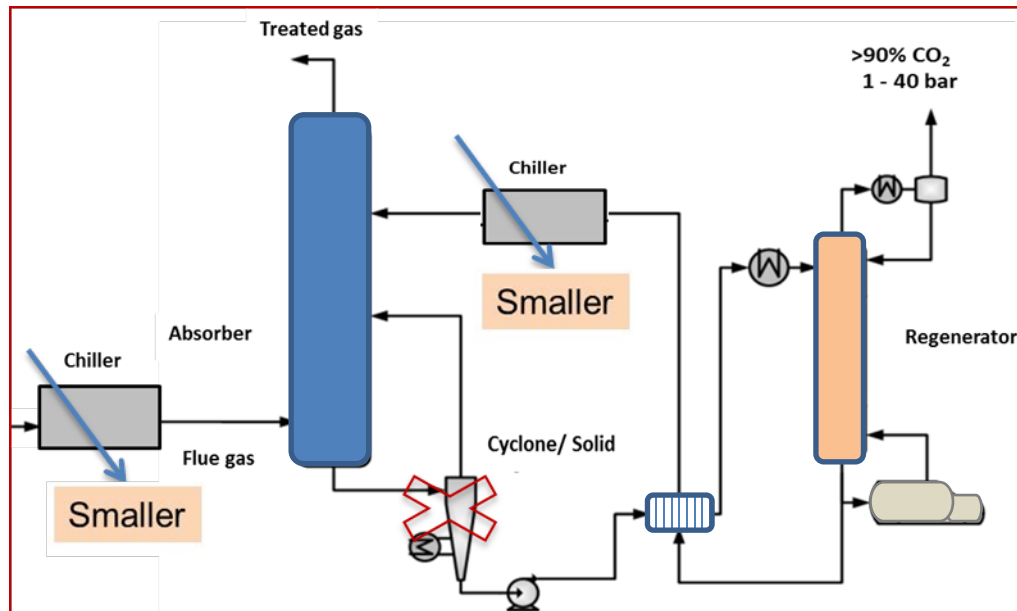 Treated gas
>90% CO₂
1 - 40 bar
Chiller
Smaller
Absorber
Regenerator
Chiller
Cyclone/ Solid
Flue gas
Smaller